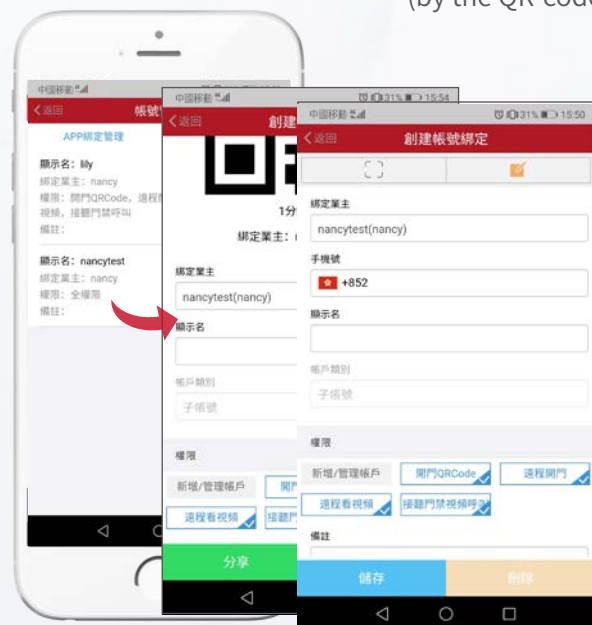 (by the QR-code
中国移動
く返回
帳號
APP綁定管理
顯示名：lily
綁定業主：nancy
權限：開門QRCode，遠程
視頻，接聽門禁呼叫
備註：
顯示名：nancytest
綁定業主：nancy
權限：全權限
備註：
中国移動 31% 15:54
く返回 創建
1分
綁定業主：
綁定業主
nancytest(nancy)
顯示名
帳戶類別
子帳號
權限
新增/管理帳戶 開門
遠程看視頻 接聽門
分享
中国移動 31% 15:50
く返回 創建帳號綁定
綁定業主
nancytest(nancy)
手機號
+852
顯示名
帳戶類別
子帳號
權限
新增/管理帳戶 開門QRCode 遠程開門
遠程看視頻 接聽門禁視頻呼叫
備註
儲存 刪除